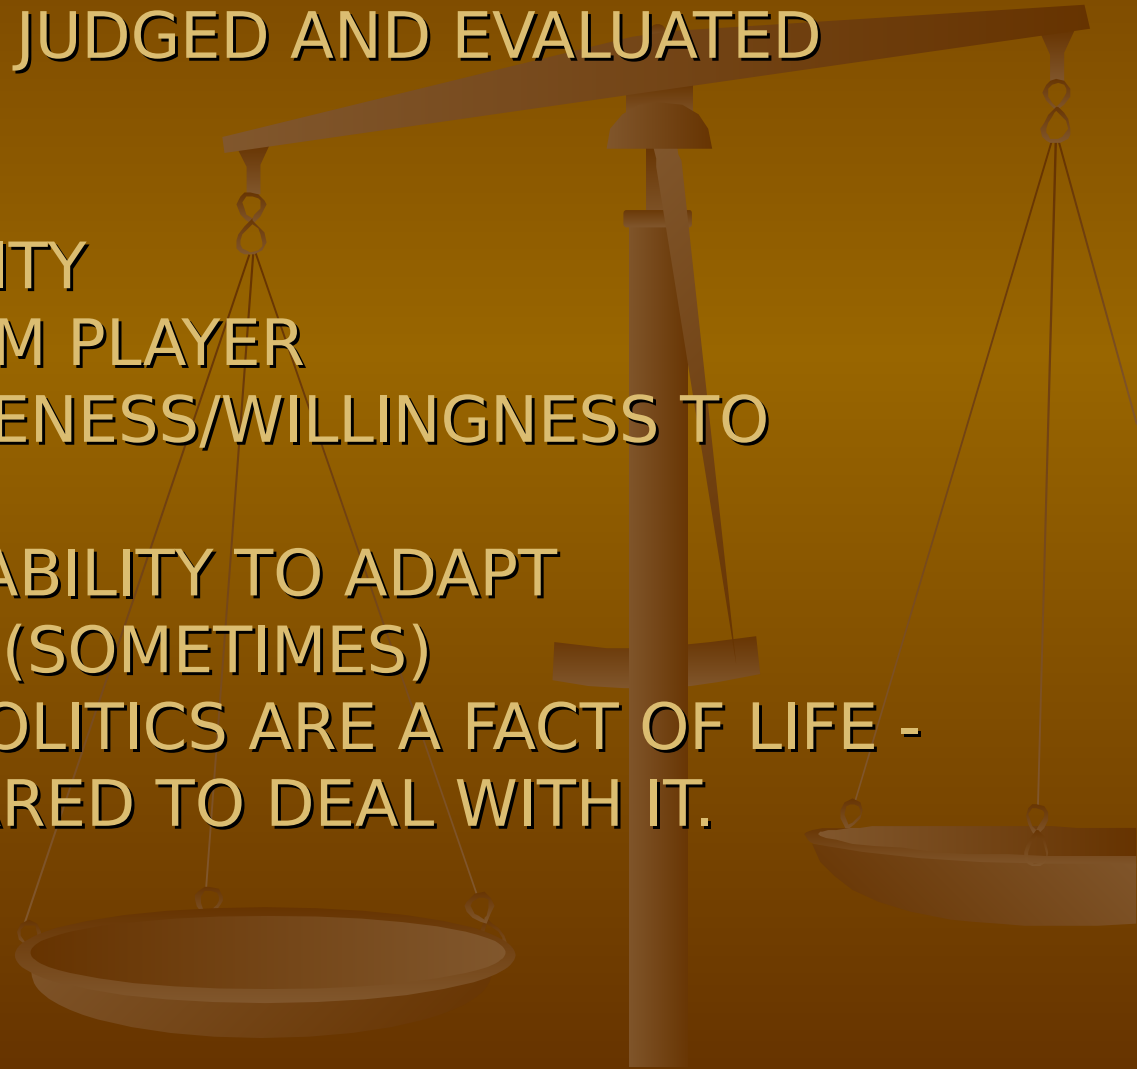 JUDGED AND EVALUATED
ITY
M PLAYER
ENESS/WILLINGNESS TO
ABILITY TO ADAPT
(SOMETIMES)
OLITICS ARE A FACT OF LIFE -
RED TO DEAL WITH IT.